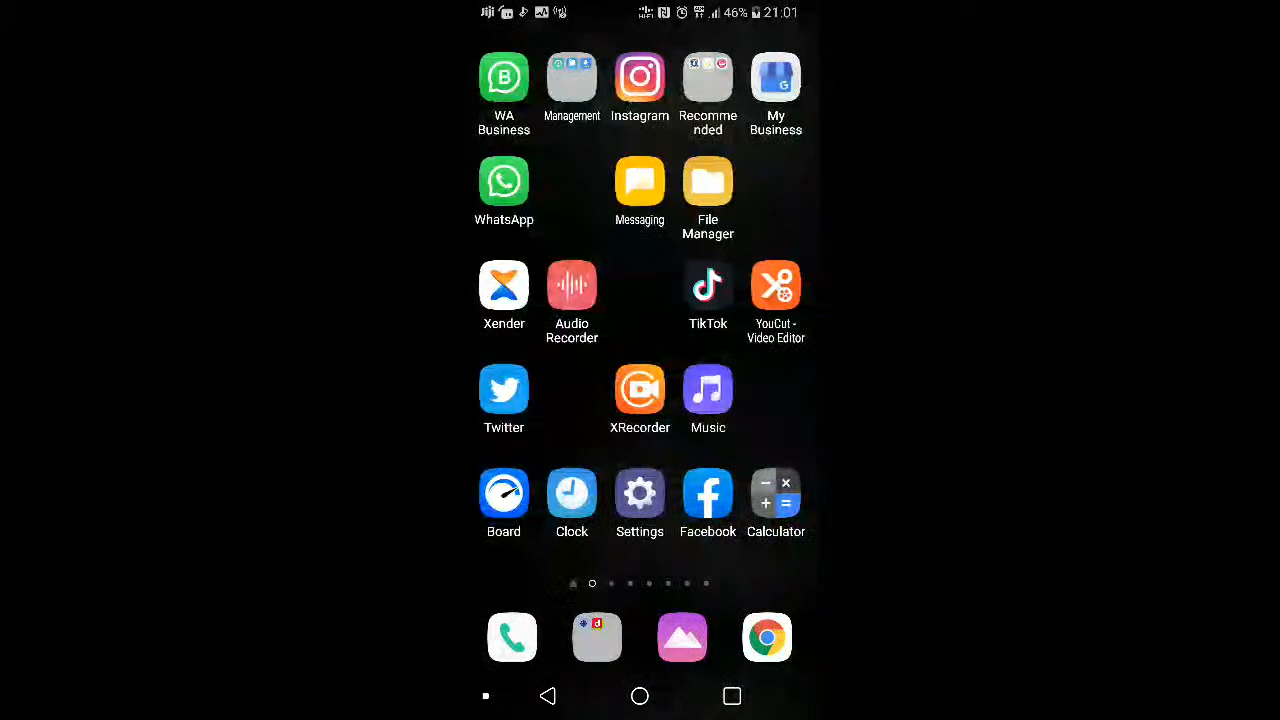 Jiji 46% 21:01
WA Business
Management
Instagram
Recomme
nded
My Business
WhatsApp
Messaging
File Manager
Xender
Audio Recorder
TikTok
YouCut -
Video Editor
Twitter
XRecorder
Music
Board
Clock
Settings
Facebook
Calculator